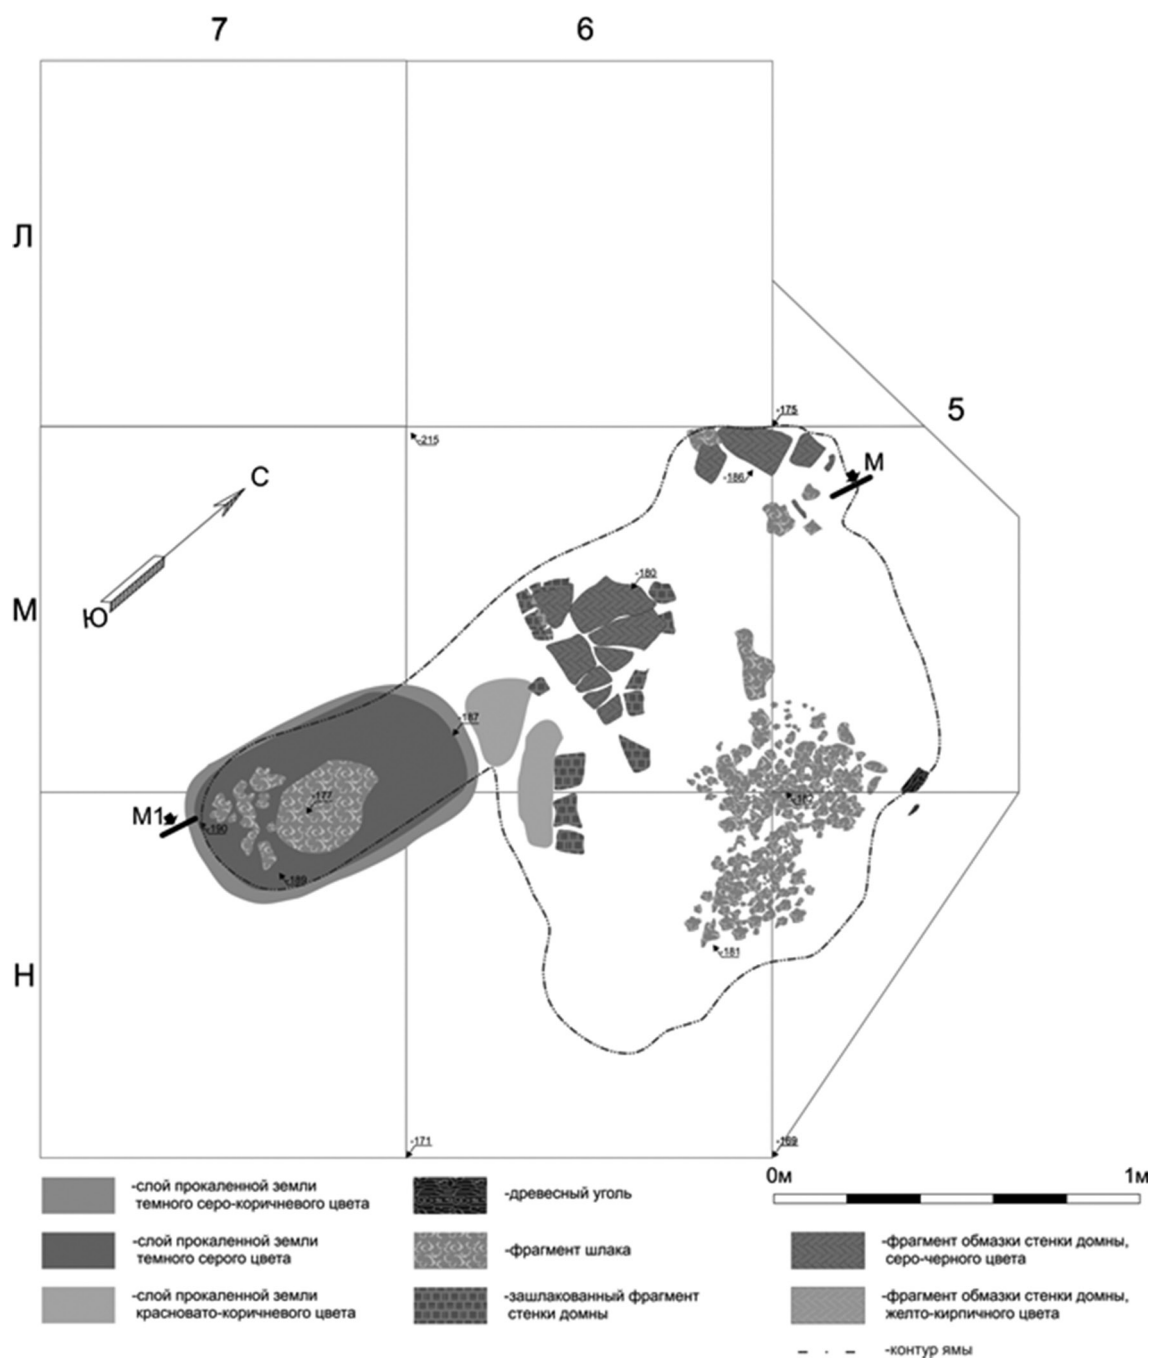 7
6
Л
5
-175
-215
М
-186
С
Ю
М
-180
-187
-177
М1
-190
-189
-182
-181
Н
-171
-169
0м
1м
-слой прокаленной земли
темного серо-коричневого цвета
-слой прокаленной земли
темного серого цвета
-слой прокаленной земли
красновато-коричневого цвета
-древесный уголь
-фрагмент шлака
-зашлакованный фрагмент
стенки домны
-фрагмент обмазки стенки домны,
серо-черного цвета
-фрагмент обмазки стенки домны,
желто-кирпичного цвета
-контур ямы